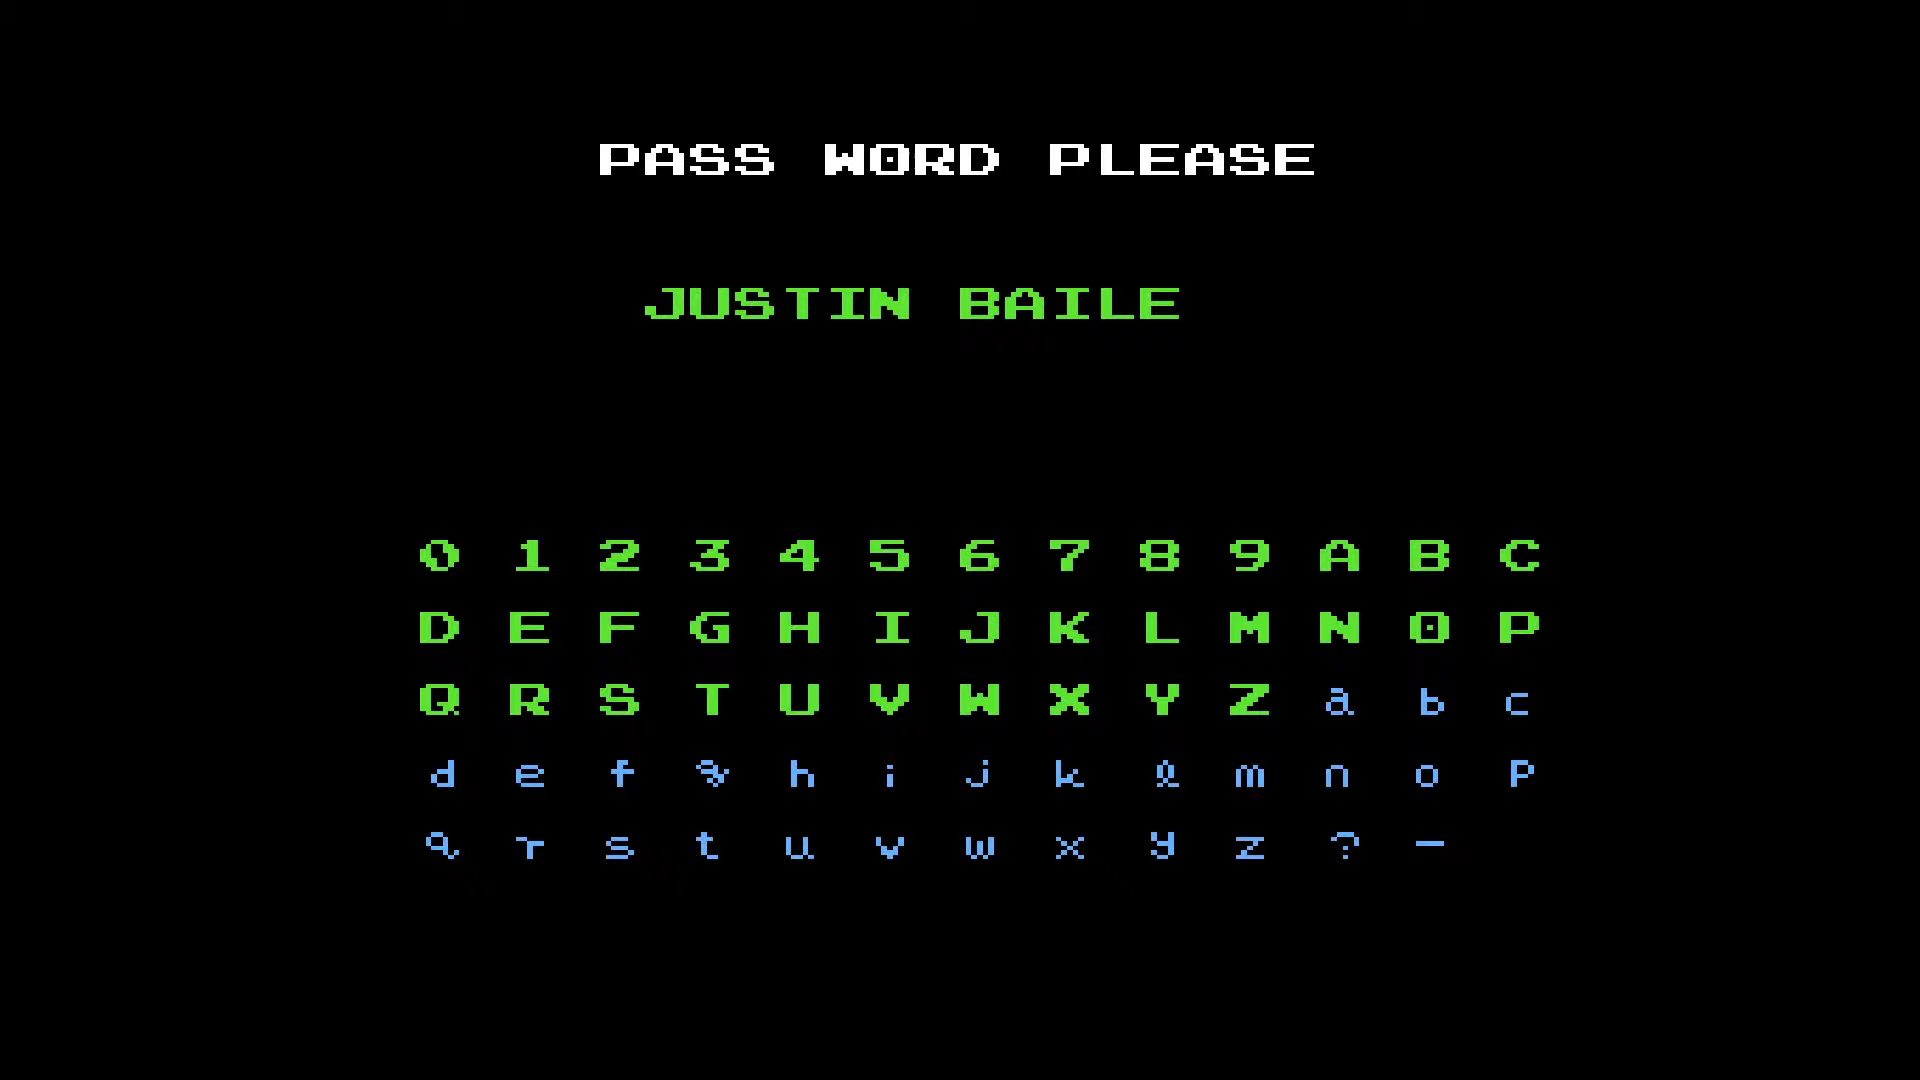 PASS WORD PLEASE
JUSTIN BAILE
0 1 2 3 4 5 6 7 8 9 A B C
D E F G H I J K L M N O P
Q R S T U V W X Y Z a b c
d e f g h i j k l m n o p
q r s t u v w x y z ? -